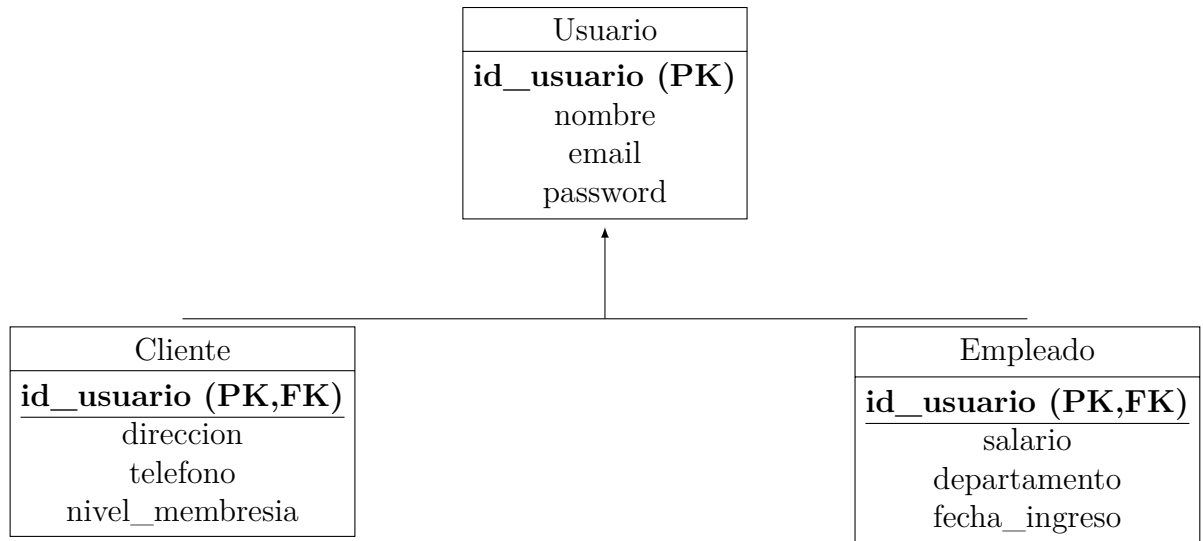 Usuario
id_usuario (PK)
nombre
email
password
Cliente
id_usuario (PK,FK)
direccion
telefono
nivel_membresia
Empleado
id_usuario (PK,FK)
salario
departamento
fecha_ingreso